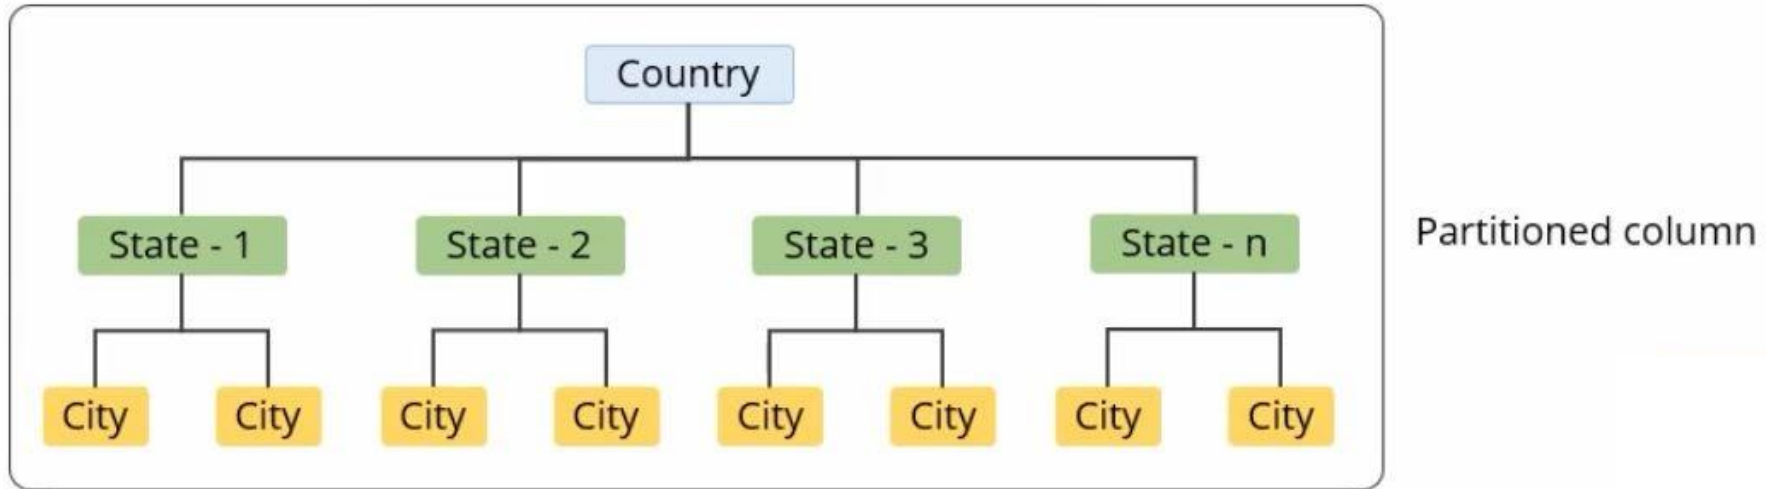 Country
State - 1
State - 2
State - 3
State - n
Partitioned column
City
City
City
City
City
City
City
City